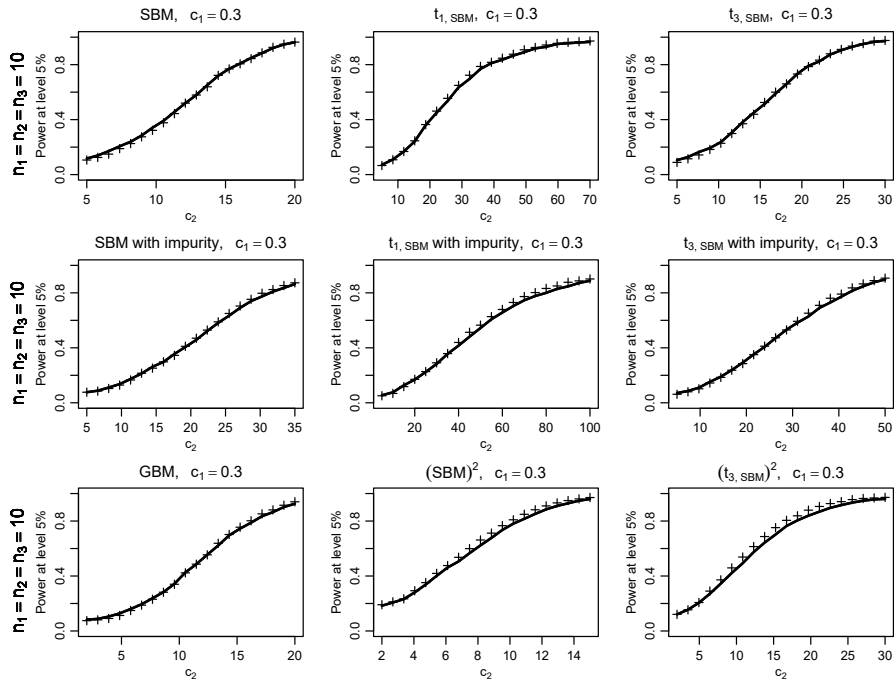 SBM, c₁ = 0.3
n₁ = n₂ = n₃ = 10
Power at level 5%
0.0 0.4 0.8
5 10 15 20
c₂
t₁, SBM, c₁ = 0.3
Power at level 5%
0.0 0.4 0.8
10 20 30 40 50 60 70
c₂
t₃, SBM, c₁ = 0.3
Power at level 5%
0.0 0.4 0.8
5 10 15 20 25 30
c₂
SBM with impurity, c₁ = 0.3
n₁ = n₂ = n₃ = 10
Power at level 5%
0.0 0.4 0.8
5 10 15 20 25 30 35
c₂
t₁, SBM with impurity, c₁ = 0.3
Power at level 5%
0.0 0.4 0.8
20 40 60 80 100
c₂
t₃, SBM with impurity, c₁ = 0.3
Power at level 5%
0.0 0.4 0.8
10 20 30 40 50
c₂
GBM, c₁ = 0.3
n₁ = n₂ = n₃ = 10
Power at level 5%
0.0 0.4 0.8
5 10 15 20
c₂
(SBM)², c₁ = 0.3
Power at level 5%
0.0 0.4 0.8
2 4 6 8 10 12 14
c₂
(t₃, SBM)², c₁ = 0.3
Power at level 5%
0.0 0.4 0.8
5 10 15 20 25 30
c₂